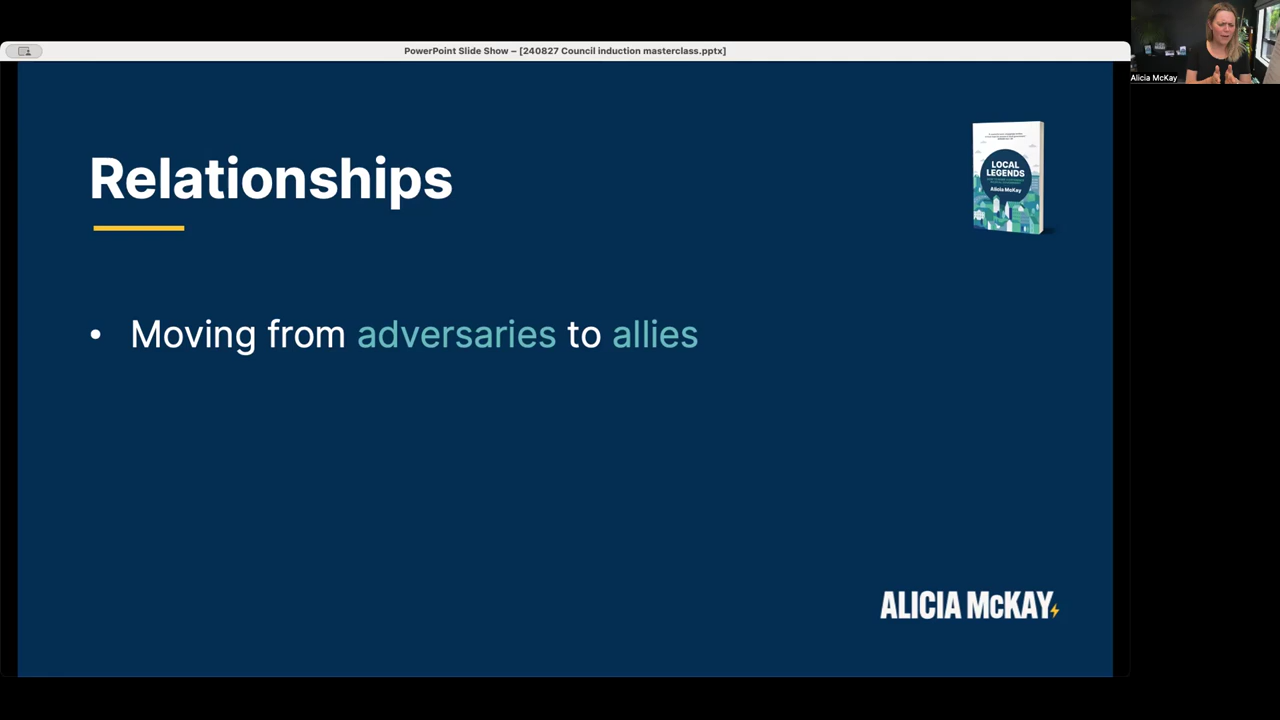 PowerPoint Slide Show – [240827 Council induction masterclass.pptx]
Alicia McKay
Relationships
LOCAL
LEGENDS
Alicia McKay
• Moving from adversaries to allies
ALICIA McKAY